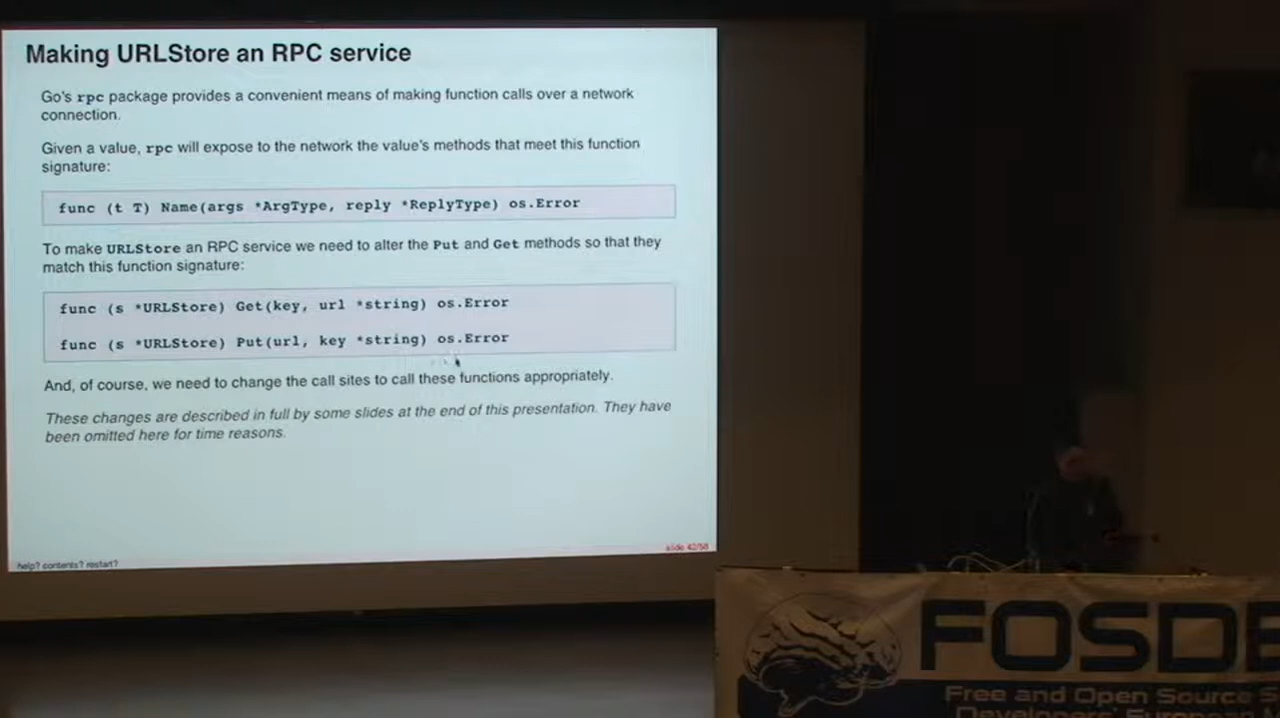 Making URLStore an RPC service
Go's rpc package provides a convenient means of making function calls over a network
connection.
Given a value, rpc will expose to the network the value's methods that meet this function
signature:
func (t T) Name(args *ArgType, reply *ReplyType) os.Error
To make URLStore an RPC service we need to alter the Put and Get methods so that they
match this function signature:
func (s *URLStore) Get(key, url *string) os.Error
func (s *URLStore) Put(url, key *string) os.Error
And, of course, we need to change the call sites to call these functions appropriately.
These changes are described in full by some slides at the end of this presentation. They have
been omitted here for time reasons.
help? contents? restart?
slide 42/58
FOSDE
Free and Open Source S
Developers' European